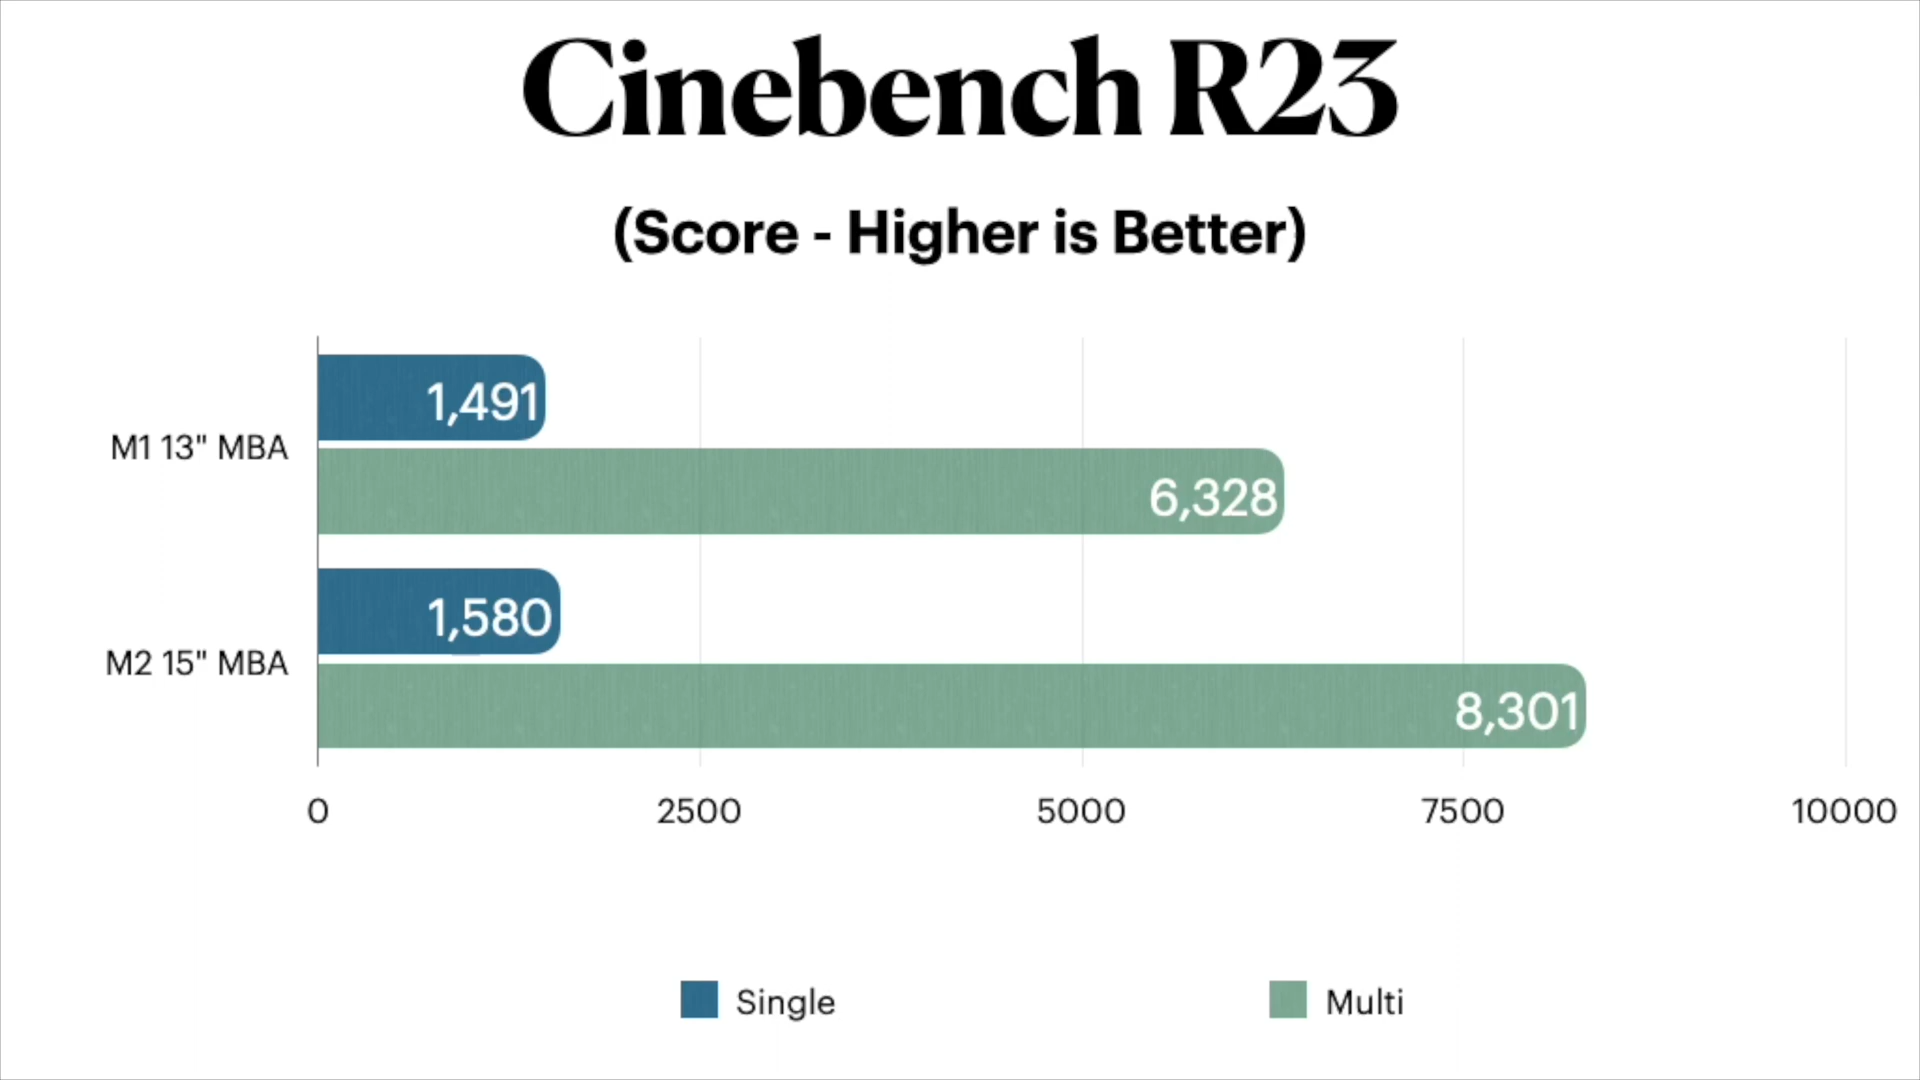 Cinebench R23
(Score - Higher is Better)
1,491
M1 13" MBA
6,328
1,580
M2 15" MBA
8,301
0 2500 5000 7500 10000
Single Multi